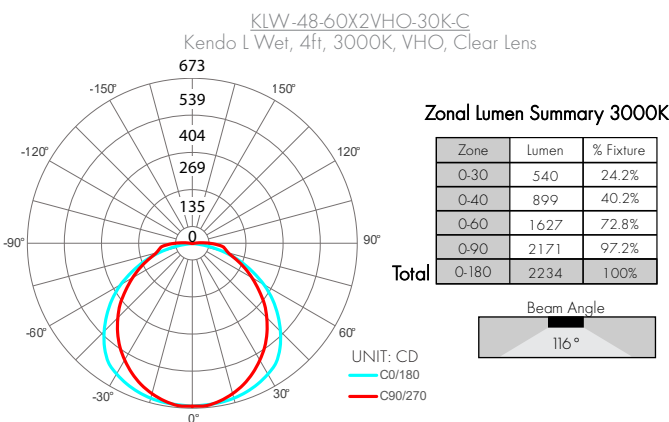 KLW-48-60X2VHO-30K-C
Kendo L Wet, 4ft, 3000K, VHO, Clear Lens
673
-150° 539 150°
404
-120° 269 120°
135
-90° 0 90°
-60° 60°
-30° 30°
0°
UNIT: CD
C0/180
C90/270
Zonal Lumen Summary 3000K
Zone Lumen % Fixture
0-30 540 24.2%
0-40 899 40.2%
0-60 1627 72.8%
0-90 2171 97.2%
Total 0-180 2234 100%
Beam Angle
116°